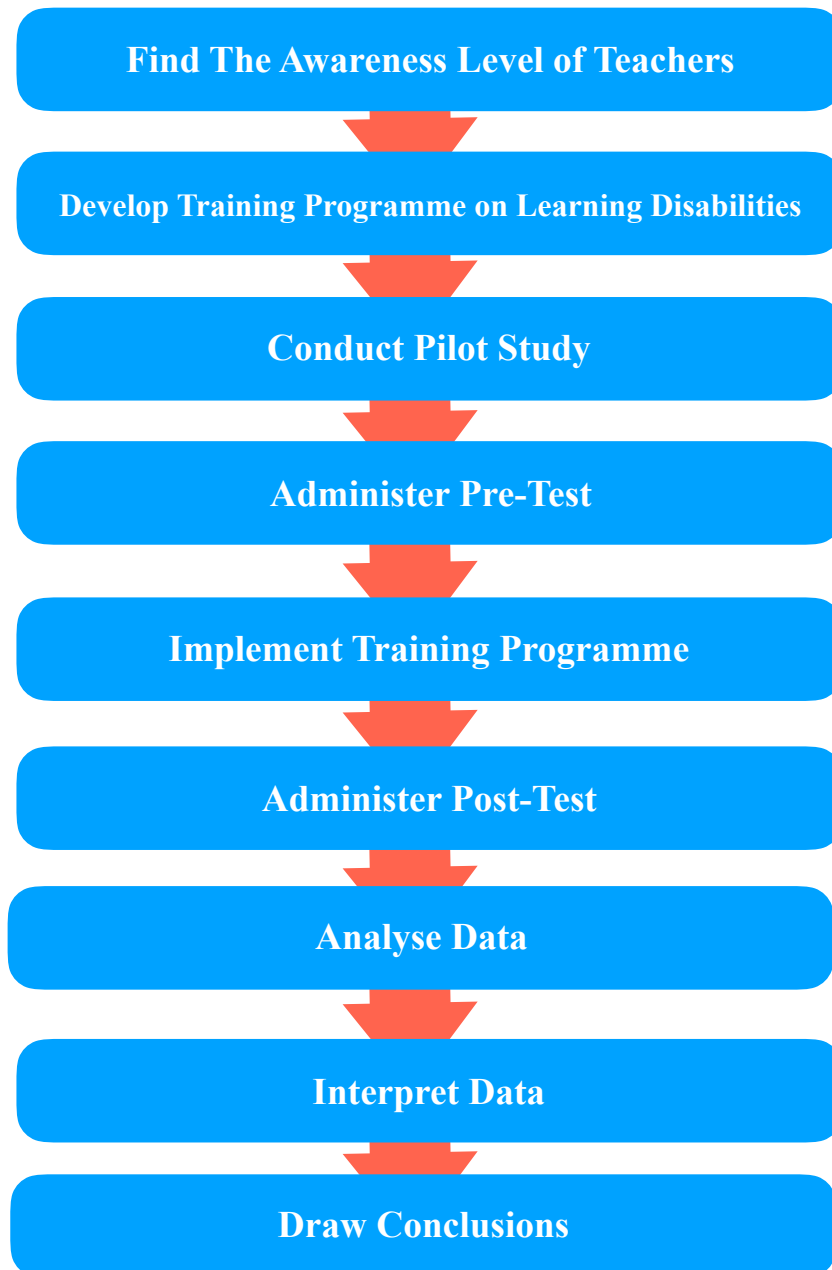 Find The Awareness Level of Teachers
Develop Training Programme on Learning Disabilities
Conduct Pilot Study
Administer Pre-Test
Implement Training Programme
Administer Post-Test
Analyse Data
Interpret Data
Draw Conclusions